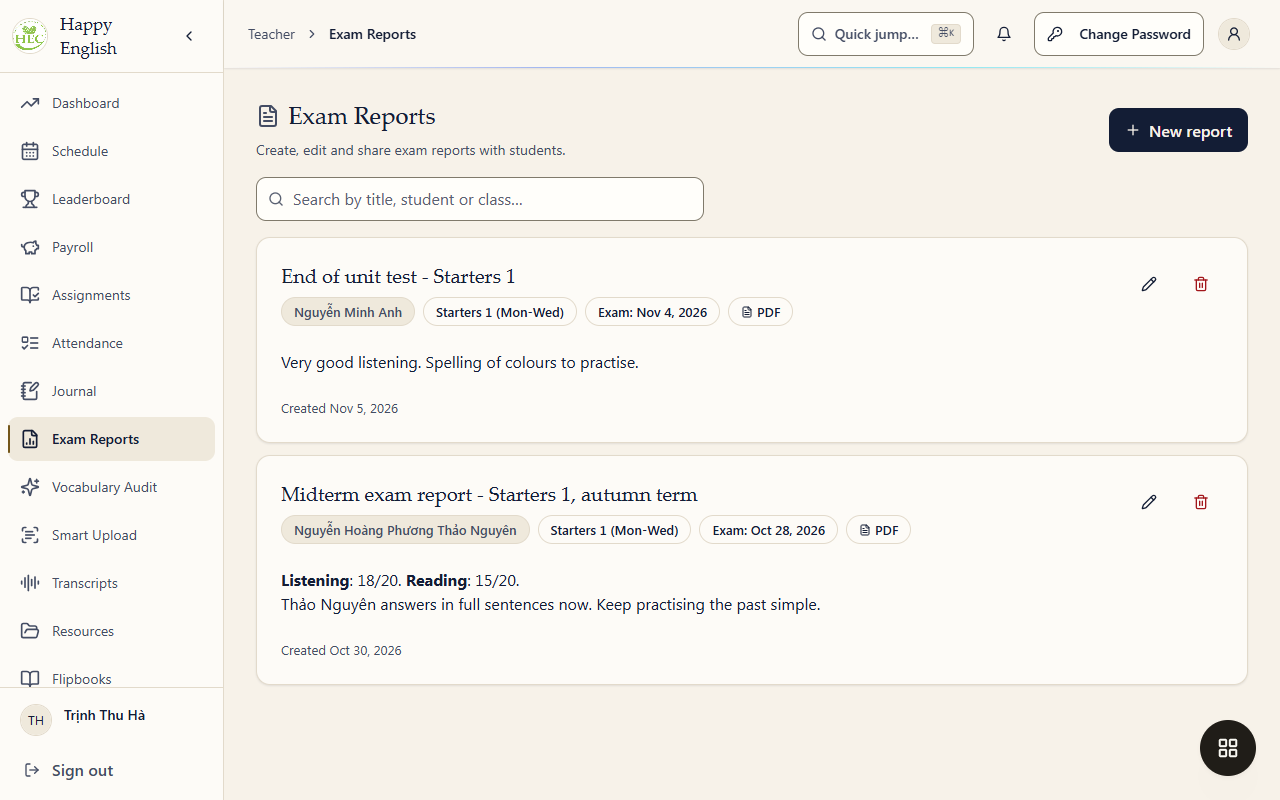 HEC
Happy
English
Dashboard
Schedule
Leaderboard
Payroll
Assignments
Attendance
Journal
Exam Reports
Vocabulary Audit
Smart Upload
Transcripts
Resources
Flipbooks
TH
Trịnh Thu Hà
Sign out
Teacher > Exam Reports
Quick jump... ⌘K
Change Password
Exam Reports
Create, edit and share exam reports with students.
+ New report
Search by title, student or class...
End of unit test - Starters 1
Nguyễn Minh Anh
Starters 1 (Mon-Wed)
Exam: Nov 4, 2026
PDF
Very good listening. Spelling of colours to practise.
Created Nov 5, 2026
Midterm exam report - Starters 1, autumn term
Nguyễn Hoàng Phương Thảo Nguyên
Starters 1 (Mon-Wed)
Exam: Oct 28, 2026
PDF
Listening: 18/20. Reading: 15/20.
Thảo Nguyên answers in full sentences now. Keep practising the past simple.
Created Oct 30, 2026